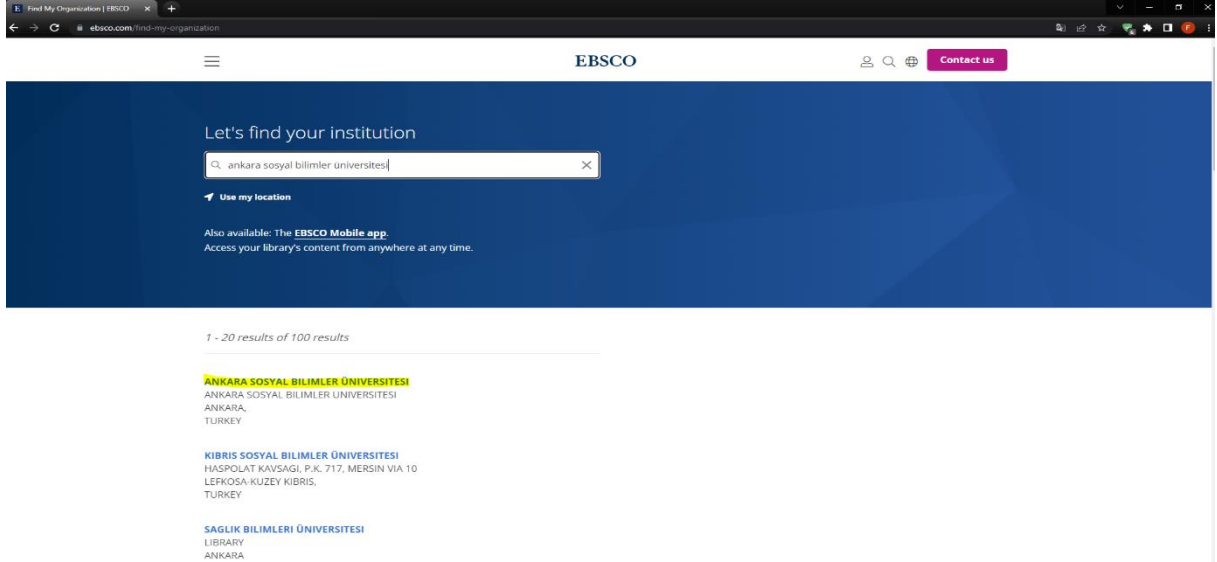 E Find My Organization | EBSCO
ebsco.com/find-my-organization
EBSCO
Contact us
Let's find your institution
ankara sosyal bilimler üniversitesi
Use my location
Also available: The EBSCO Mobile app.
Access your library's content from anywhere at any time.
1 - 20 results of 100 results
ANKARA SOSYAL BILIMLER ÜNIVERSITESI
ANKARA SOSYAL BILIMLER UNIVERSITESI
ANKARA,
TURKEY
KIBRIS SOSYAL BILIMLER ÜNIVERSITESI
HASPOLAT KAVSAGI, P.K. 717, MERSIN VIA 10
LEFKOSA-KUZEY KIBRIS,
TURKEY
SAGLIK BILIMLERI ÜNIVERSITESI
LIBRARY
ANKARA